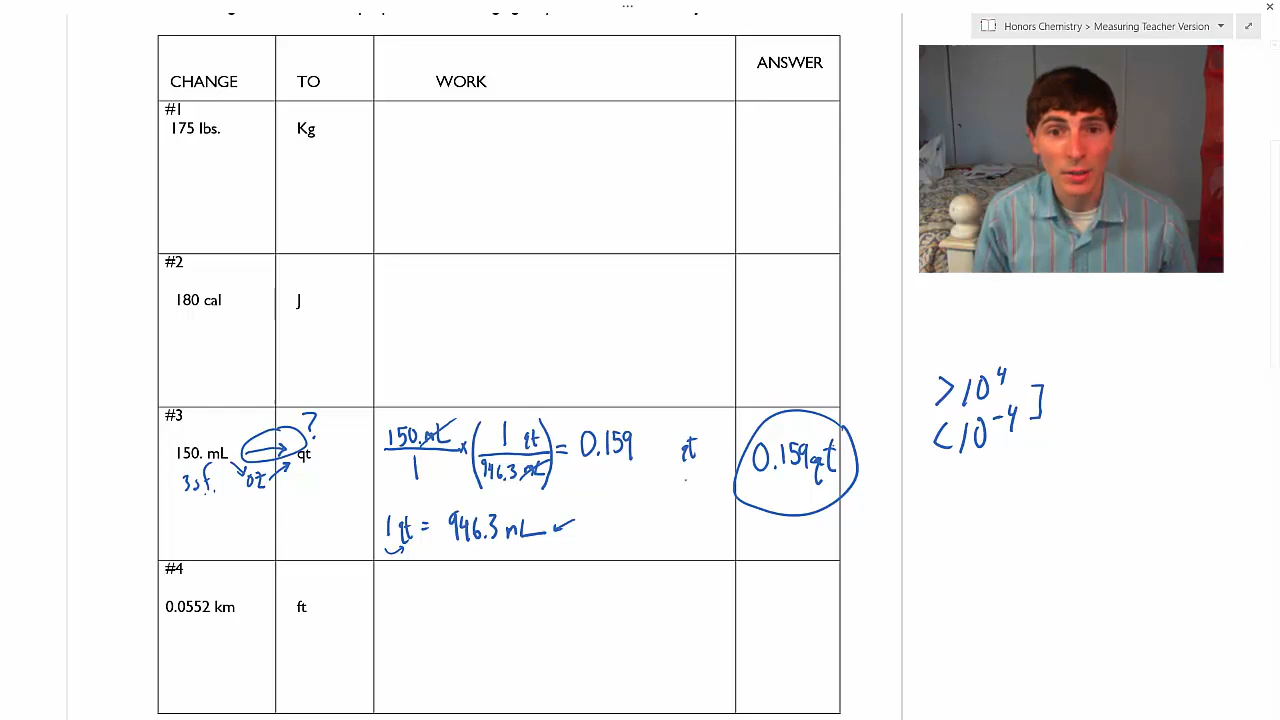 Honors Chemistry > Measuring Teacher Version
CHANGE TO WORK ANSWER
#1
175 lbs. Kg
#2
180 cal J
#3
150. mL qt ?
3 s.f. oz
150. mL / 1 × ( 1 qt / 946.3 mL ) = 0.159 qt
0.159 qt
1 qt = 946.3 mL ✓
#4
0.0552 km ft
>10⁴
<10⁻⁴ ]